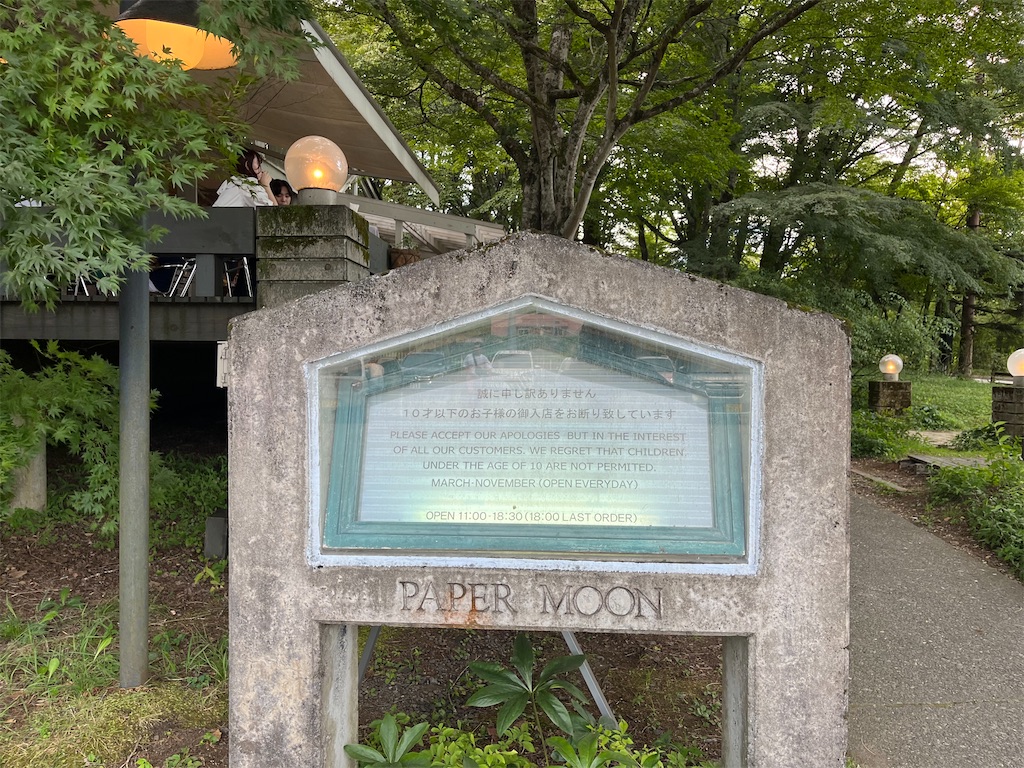 誠に申し訳ありません
１０才以下のお子様の御入店をお断り致しています
PLEASE ACCEPT OUR APOLOGIES BUT IN THE INTEREST
OF ALL OUR CUSTOMERS. WE REGRET THAT CHILDREN
UNDER THE AGE OF 10 ARE NOT PERMITED.
MARCH-NOVEMBER (OPEN EVERYDAY)
OPEN 11:00-18:30 (18:00 LAST ORDER)
PAPER MOON